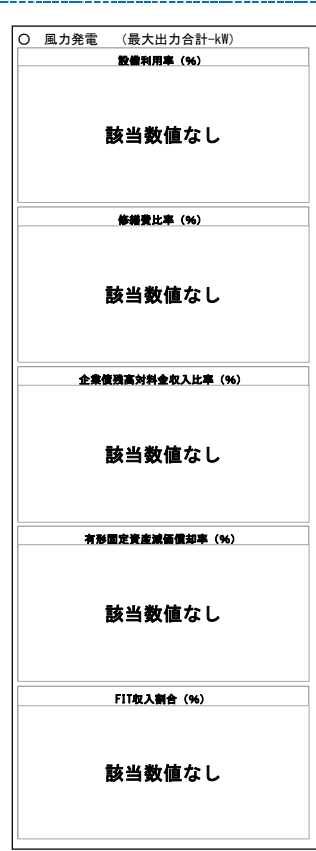 ○ 風力発電 （最大出力合計-kW）
設備利用率（%）
該当数値なし
修繕費比率（%）
該当数値なし
企業債残高対料金収入比率（%）
該当数値なし
有形固定資産減価償却率（%）
該当数値なし
FIT収入割合（%）
該当数値なし